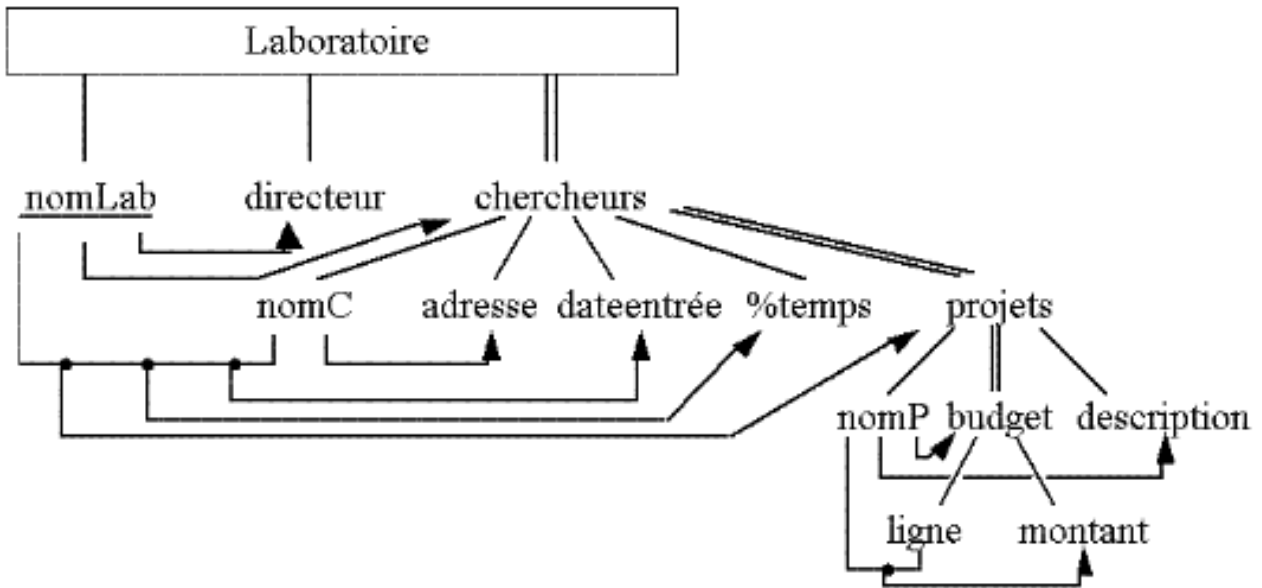 Laboratoire
nomLab directeur chercheurs
nomC adresse dateentrée %temps projets
nomP budget description
ligne montant